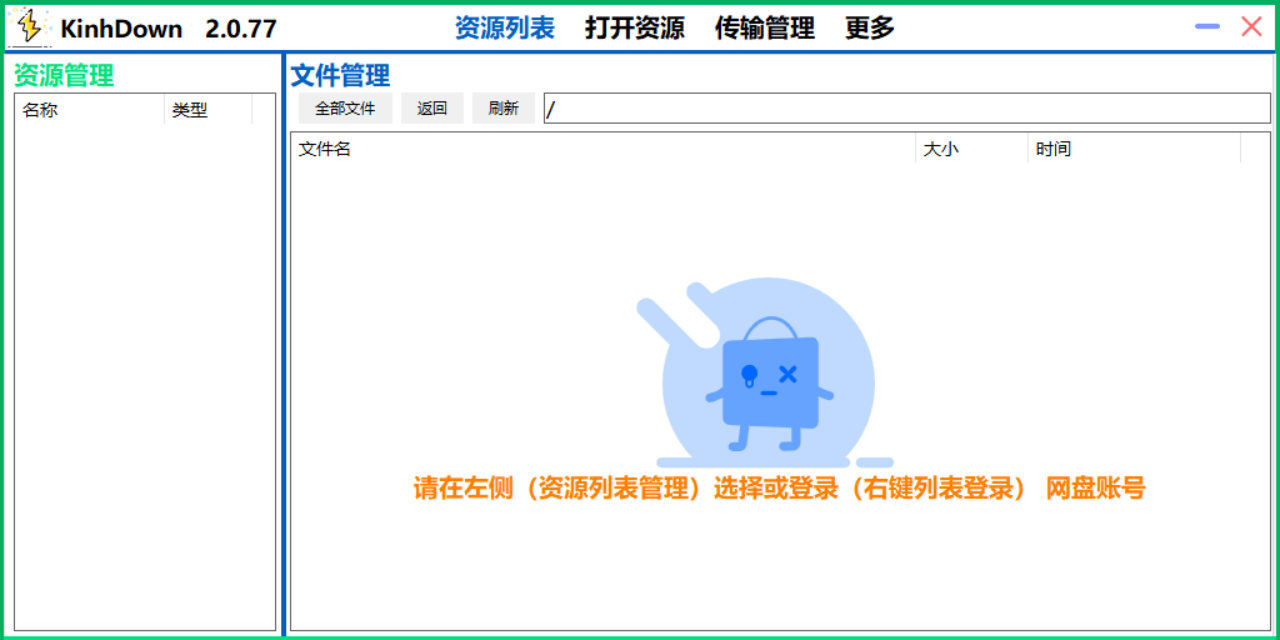 KinhDown 2.0.77 资源列表 打开资源 传输管理 更多
资源管理
名称 类型
文件管理
全部文件 返回 刷新 /
文件名 大小 时间
请在左侧（资源列表管理）选择或登录（右键列表登录） 网盘账号